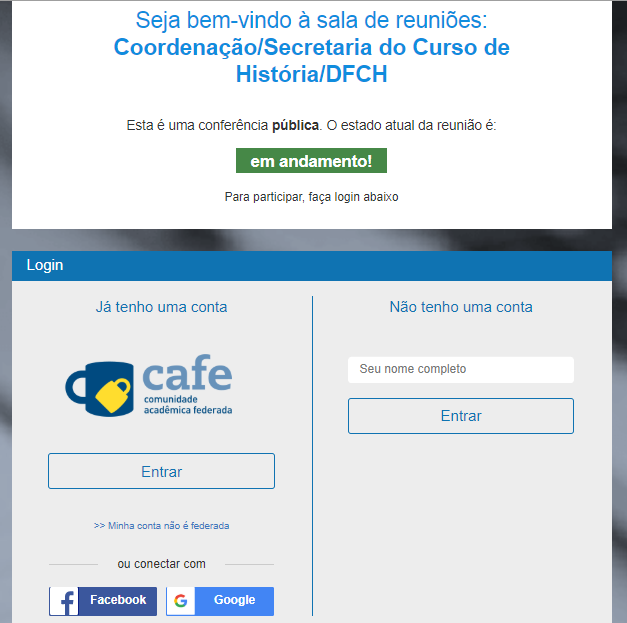 Seja bem-vindo à sala de reuniões:
Coordenação/Secretaria do Curso de
História/DFCH
Esta é uma conferência pública. O estado atual da reunião é:
em andamento!
Para participar, faça login abaixo
Login
Já tenho uma conta
cafe
comunidade
acadêmica federada
Entrar
>> Minha conta não é federada
ou conectar com
Facebook
Google
Não tenho uma conta
Seu nome completo
Entrar